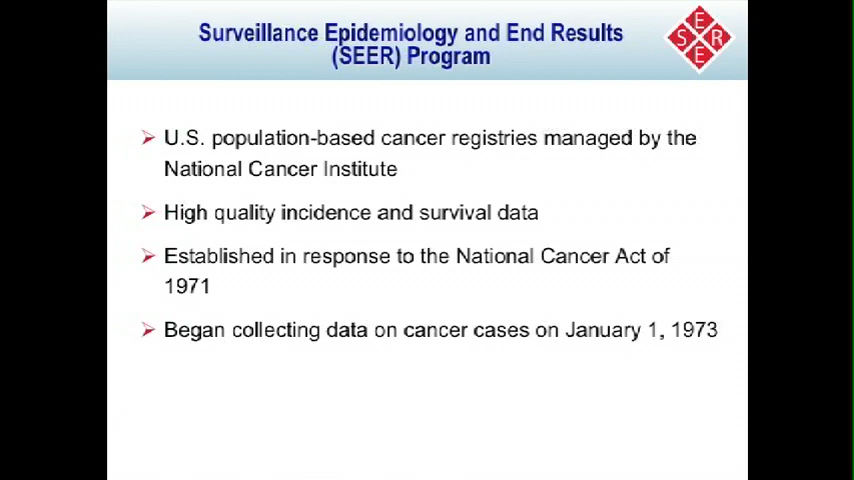 Surveillance Epidemiology and End Results
(SEER) Program
E
S R
E
U.S. population-based cancer registries managed by the
National Cancer Institute
High quality incidence and survival data
Established in response to the National Cancer Act of
1971
Began collecting data on cancer cases on January 1, 1973